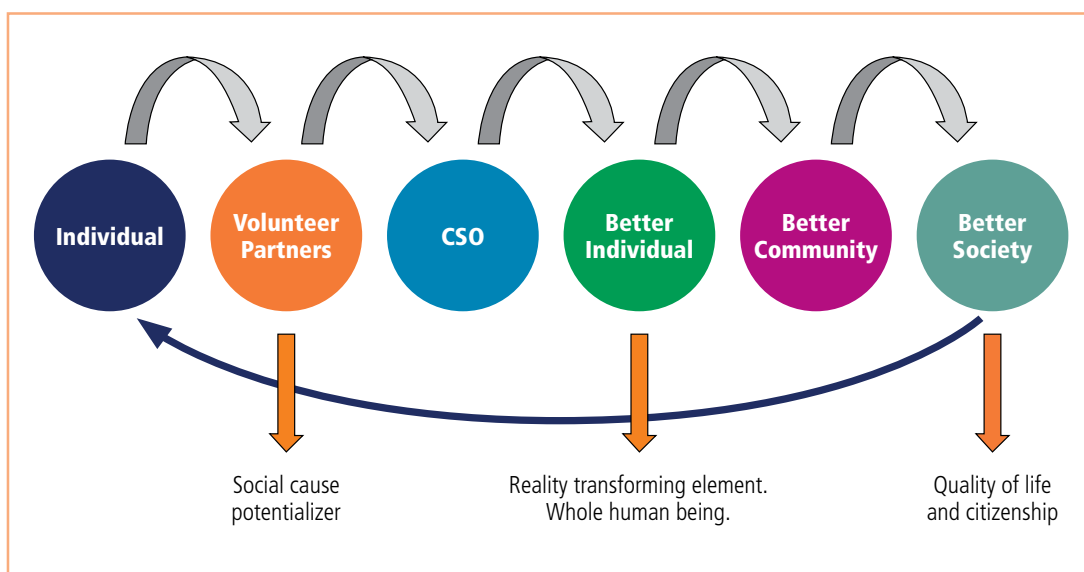 Individual
Volunteer
Partners
CSO
Better
Individual
Better
Community
Better
Society
Social cause
potentializer
Reality transforming element.
Whole human being.
Quality of life
and citizenship